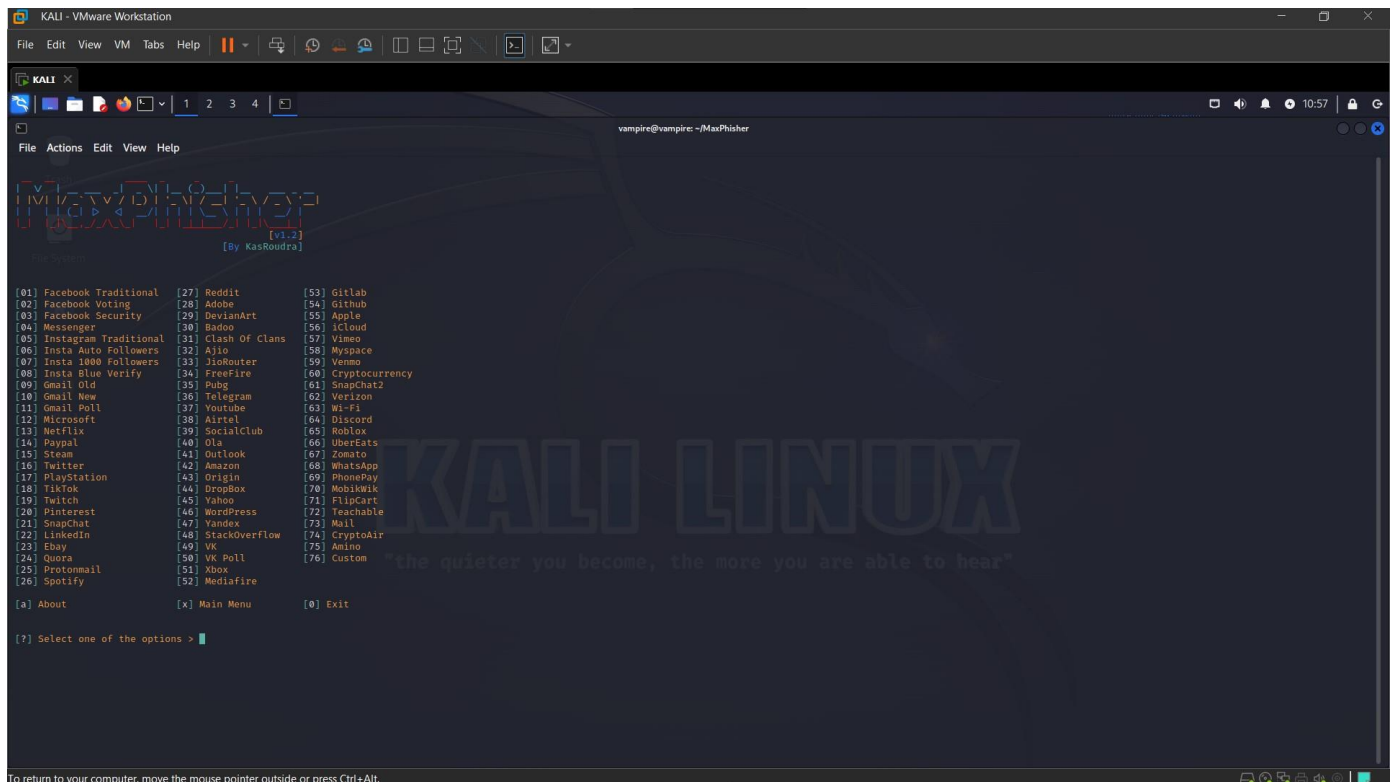 KALI - VMware Workstation
File Edit View VM Tabs Help
KALI
1 2 3 4
10:57
vampire@vampire: ~/MaxPhisher
File Actions Edit View Help
MaxPhisher
[v1.2]
[By KasRoudra]
File System
[01] Facebook Traditional [27] Reddit [53] Gitlab
[02] Facebook Voting [28] Adobe [54] Github
[03] Facebook Security [29] DevianArt [55] Apple
[04] Messenger [30] Badoo [56] iCloud
[05] Instagram Traditional [31] Clash Of Clans [57] Vimeo
[06] Insta Auto Followers [32] Ajio [58] Myspace
[07] Insta 1000 Followers [33] JioRouter [59] Venmo
[08] Insta Blue Verify [34] FreeFire [60] Cryptocurrency
[09] Gmail Old [35] Pubg [61] SnapChat2
[10] Gmail New [36] Telegram [62] Verizon
[11] Gmail Poll [37] Youtube [63] Wi-Fi
[12] Microsoft [38] Airtel [64] Discord
[13] Netflix [39] SocialClub [65] Roblox
[14] Paypal [40] Ola [66] UberEats
[15] Steam [41] Outlook [67] Zomato
[16] Twitter [42] Amazon [68] WhatsApp
[17] PlayStation [43] Origin [69] PhonePay
[18] TikTok [44] DropBox [70] MobikWik
[19] Twitch [45] Yahoo [71] FlipCart
[20] Pinterest [46] WordPress [72] Teachable
[21] SnapChat [47] Yandex [73] Mail
[22] LinkedIn [48] StackOverflow [74] CryptoAir
[23] Ebay [49] VK [75] Amino
[24] Quora [50] VK Poll [76] Custom
[25] Protonmail [51] Xbox
[26] Spotify [52] Mediafire
[a] About [x] Main Menu [0] Exit
[?] Select one of the options >
KALI LINUX
"the quieter you become, the more you are able to hear"
To return to your computer, move the mouse pointer outside or press Ctrl+Alt.